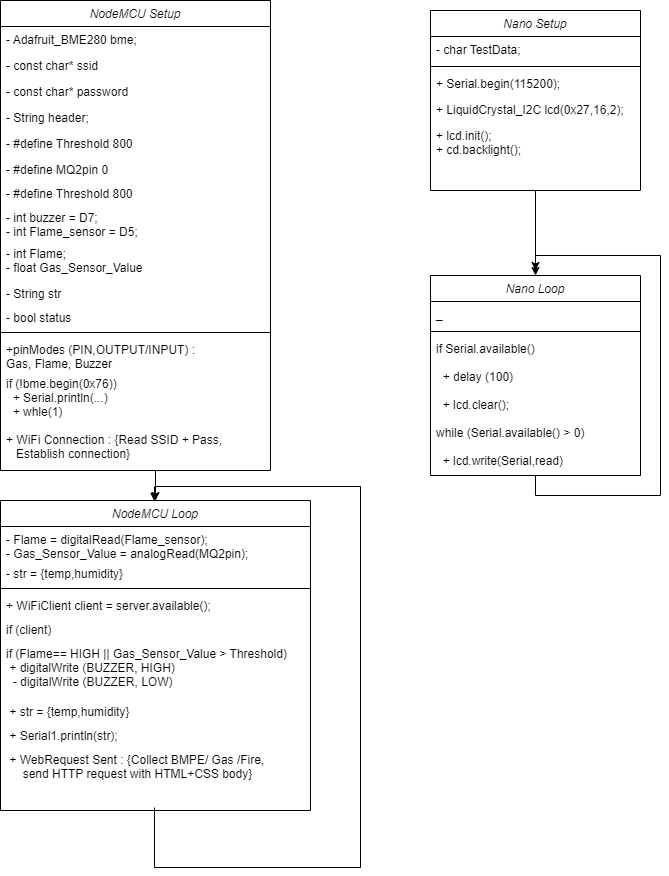 NodeMCU Setup
- Adafruit_BME280 bme;
- const char* ssid
- const char* password
- String header;
- #define Threshold 800
- #define MQ2pin 0
- #define Threshold 800
- int buzzer = D7;
- int Flame_sensor = D5;
- int Flame;
- float Gas_Sensor_Value
- String str
- bool status
+pinModes (PIN,OUTPUT/INPUT) :
Gas, Flame, Buzzer
if (!bme.begin(0x76))
+ Serial.println(...)
+ whle(1)
+ WiFi Connection : {Read SSID + Pass,
Establish connection}
NodeMCU Loop
- Flame = digitalRead(Flame_sensor);
- Gas_Sensor_Value = analogRead(MQ2pin);
- str = {temp,humidity}
+ WiFiClient client = server.available();
if (client)
if (Flame== HIGH || Gas_Sensor_Value > Threshold)
+ digitalWrite (BUZZER, HIGH)
- digitalWrite (BUZZER, LOW)
+ str = {temp,humidity}
+ Serial1.println(str);
+ WebRequest Sent : {Collect BMPE/ Gas /Fire,
send HTTP request with HTML+CSS body}
Nano Setup
- char TestData;
+ Serial.begin(115200);
+ LiquidCrystal_I2C lcd(0x27,16,2);
+ lcd.init();
+ cd.backlight();
Nano Loop
_
if Serial.available()
+ delay (100)
+ lcd.clear();
while (Serial.available() > 0)
+ lcd.write(Serial,read)